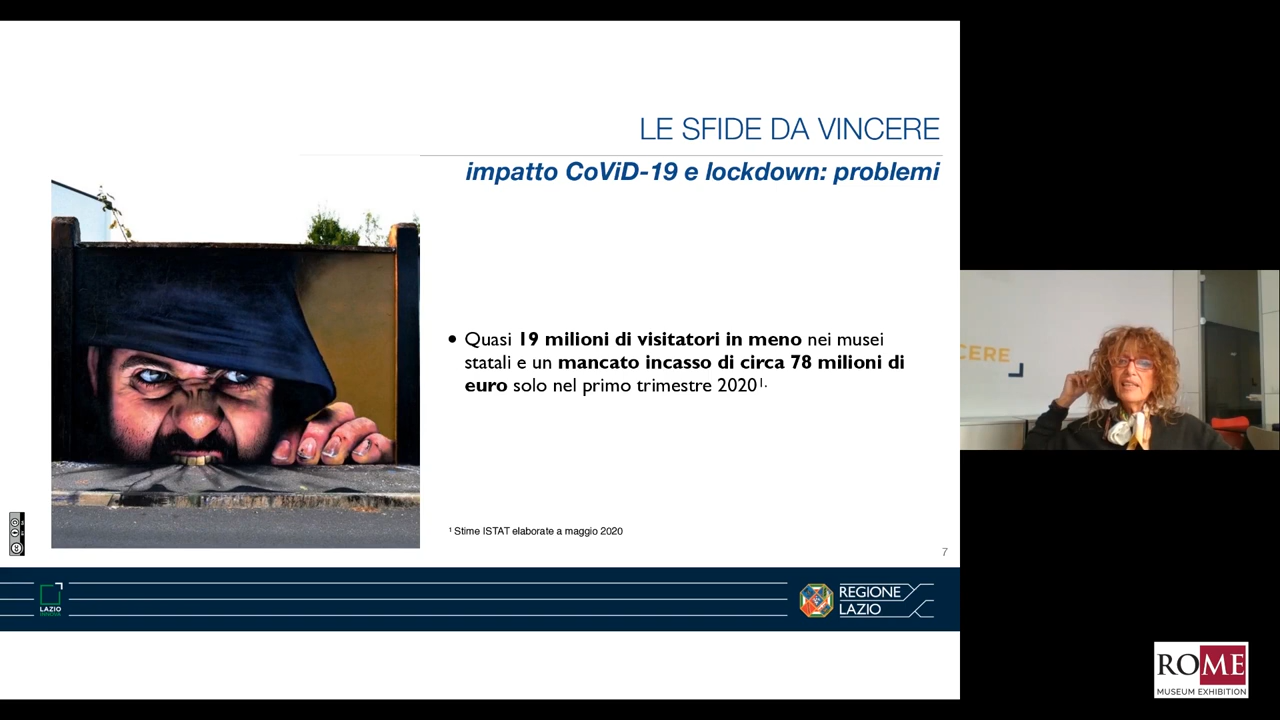 LE SFIDE DA VINCERE
impatto CoViD-19 e lockdown: problemi
• Quasi 19 milioni di visitatori in meno nei musei
statali e un mancato incasso di circa 78 milioni di
euro solo nel primo trimestre 2020¹.
¹ Stime ISTAT elaborate a maggio 2020
7
LAZIO
INNOVA
REGIONE
LAZIO
CERE
ROME
MUSEUM EXHIBITION